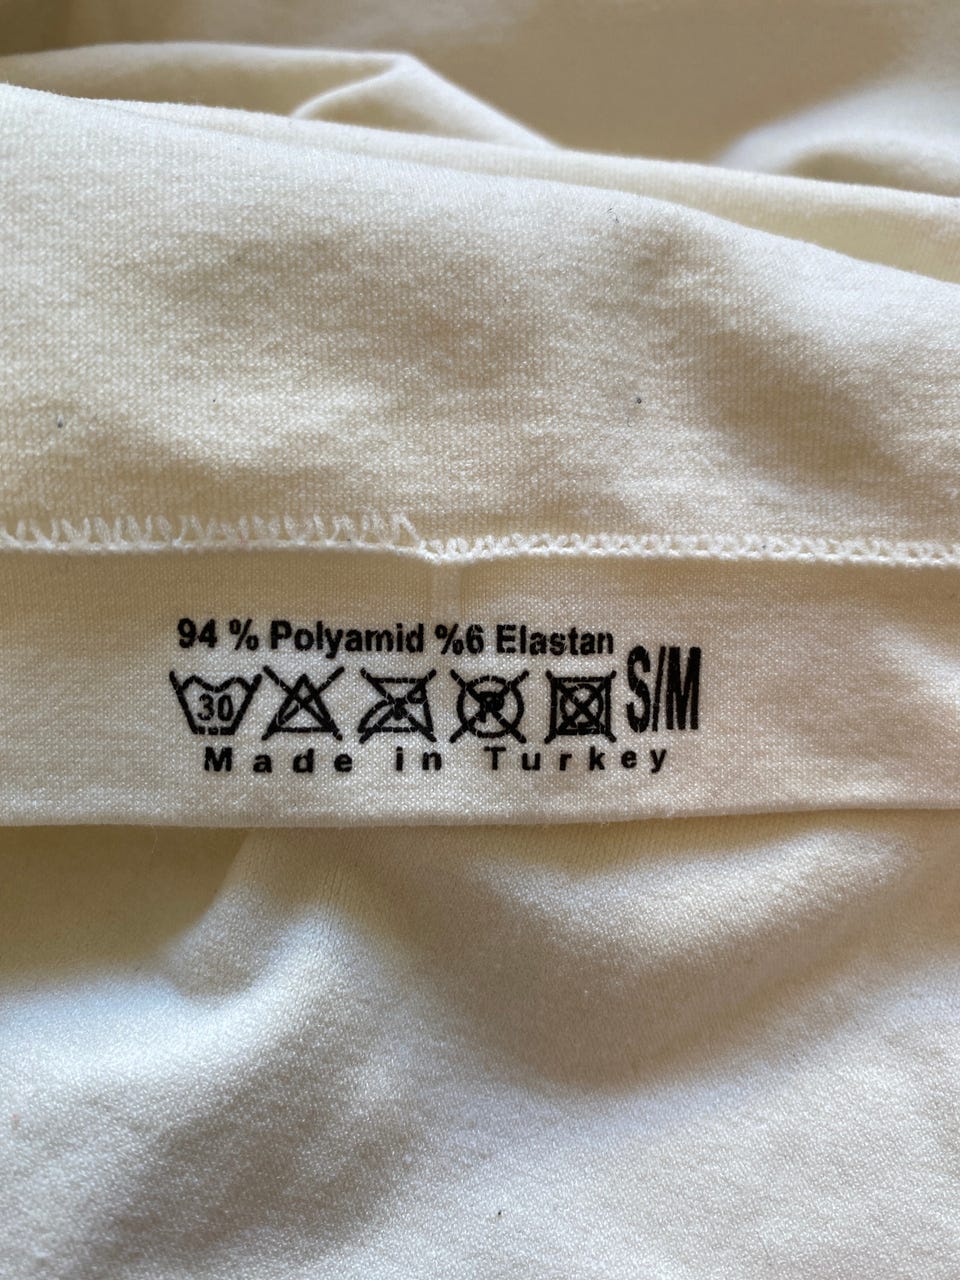 94 % Polyamid %6 Elastan
30 P S/M
Made in Turkey